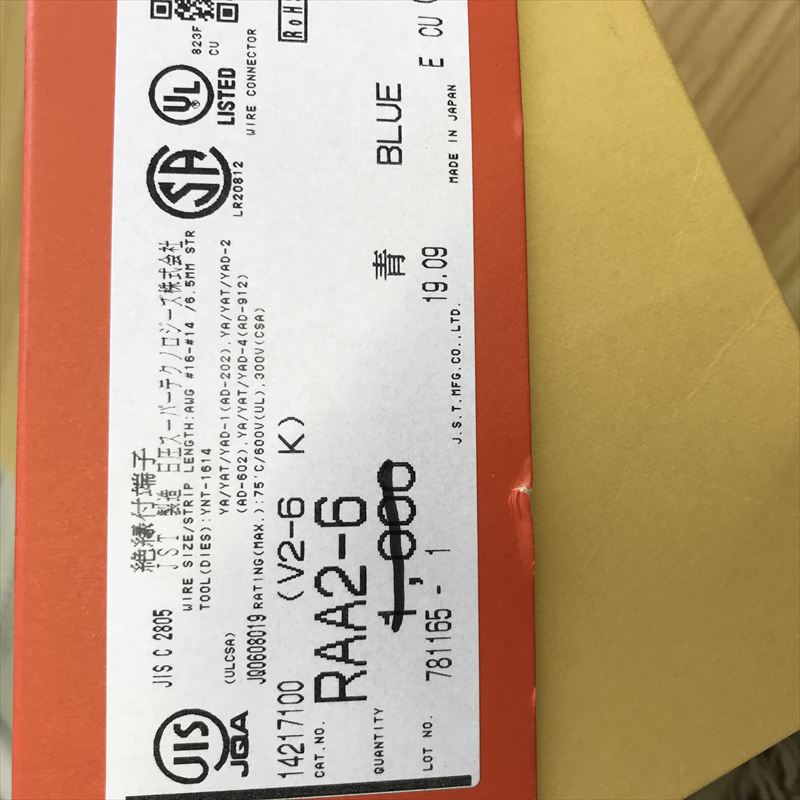 JIS
JQA
JIS C 2805
絶縁付端子
JST 製造 日圧スーパーテクノロジーズ株式会社
WIRE SIZE/STRIP LENGTH:AWG #16-#14 /6.5MM STR
TOOL(DIES):YNT-1614
YA/YAT/YAD-1(AD-202),YA/YAT/YAD-2
(AD-602),YA/YAT/YAD-4(AD-912)
(ULCSA)
JQ0608019 RATING(MAX.):75°C/600V(UL),300V(CSA)
SA
LR20812
UL
LISTED
WIRE CONNECTOR
823F
CU
RoHS
14217100 (V2-6 K)
CAT.NO. RAA2-6
QUANTITY 1,000
青 BLUE
E CU (
LOT NO. 781165 - 1
19.09
J.S.T.MFG.CO.,LTD.
MADE IN JAPAN